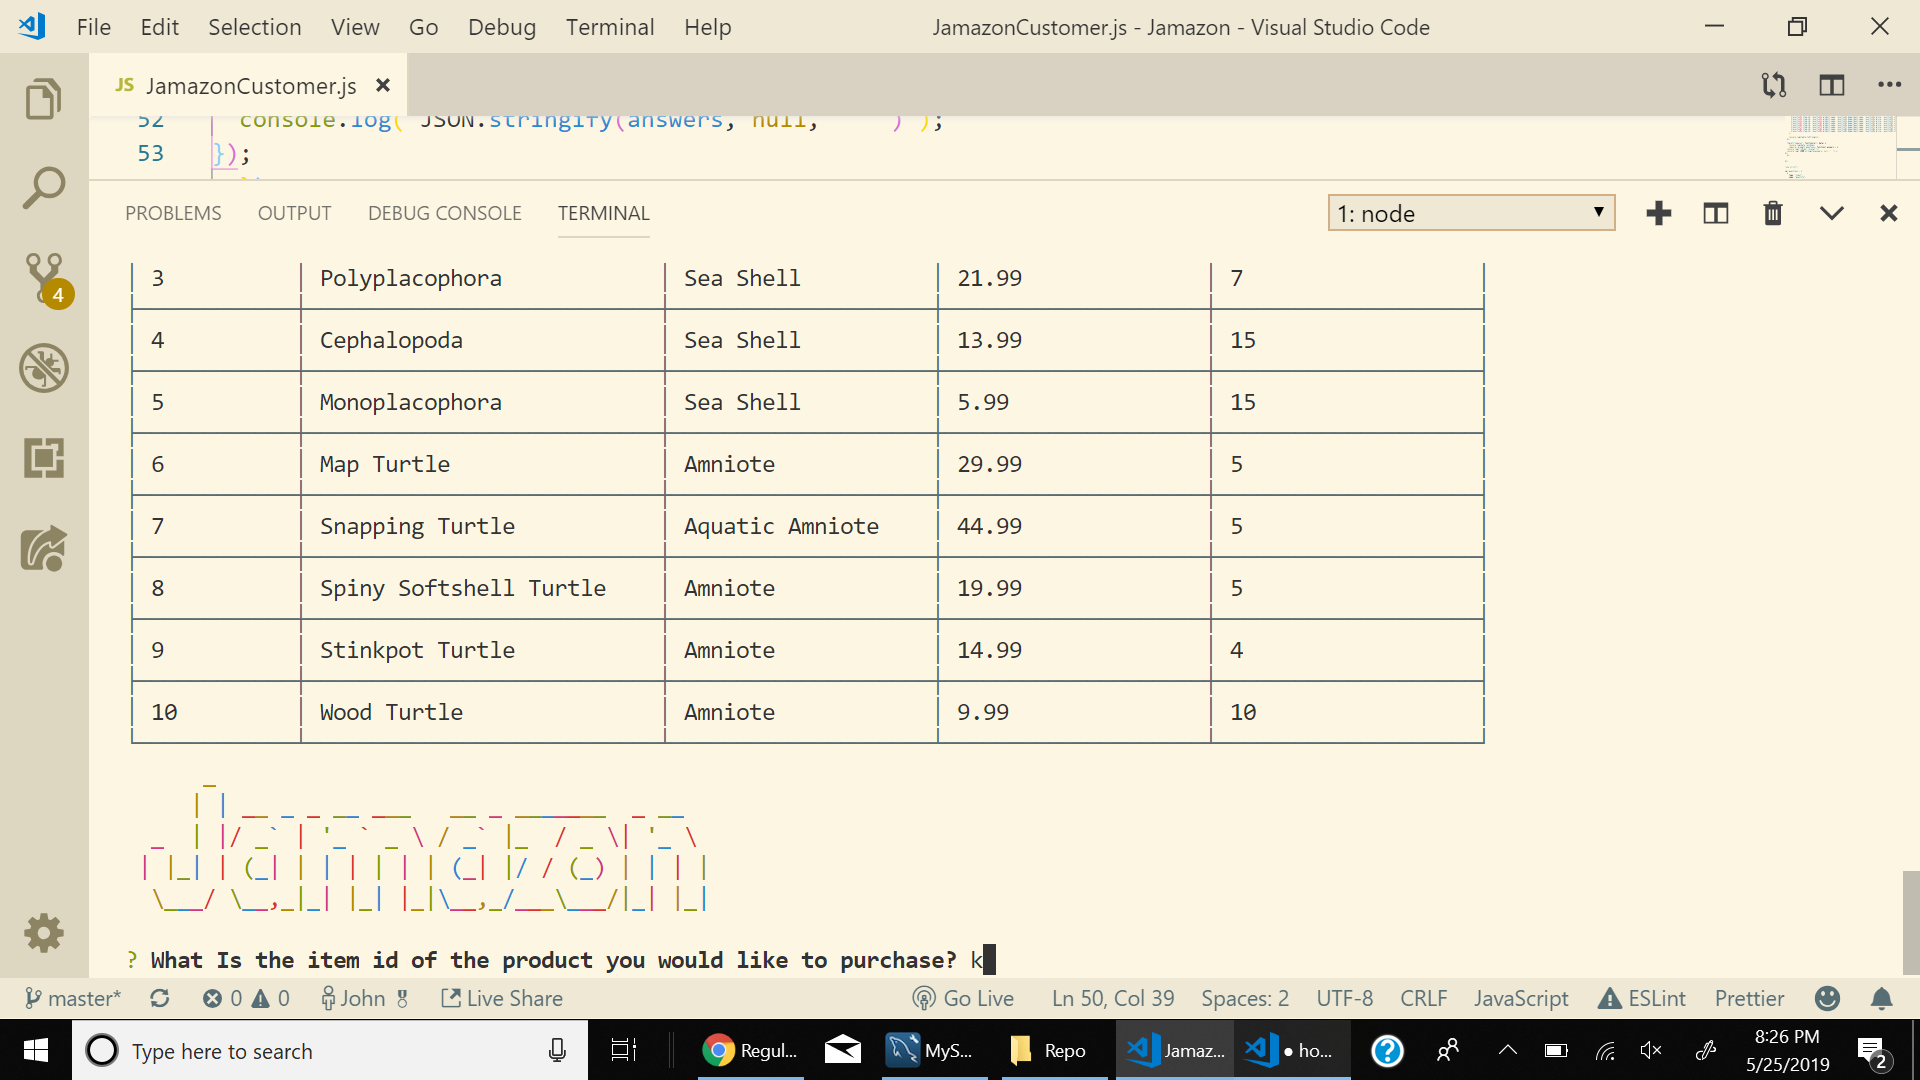 File Edit Selection View Go Debug Terminal Help JamazonCustomer.js - Jamazon - Visual Studio Code
JS JamazonCustomer.js
52 console.log( JSON.stringify(answers, null, ) );
53 });
PROBLEMS OUTPUT DEBUG CONSOLE TERMINAL 1: node
3 Polyplacophora Sea Shell 21.99 7
4 Cephalopoda Sea Shell 13.99 15
5 Monoplacophora Sea Shell 5.99 15
6 Map Turtle Amniote 29.99 5
7 Snapping Turtle Aquatic Amniote 44.99 5
8 Spiny Softshell Turtle Amniote 19.99 5
9 Stinkpot Turtle Amniote 14.99 4
10 Wood Turtle Amniote 9.99 10
Jamazon
? What Is the item id of the product you would like to purchase? k
4
master* 0 0 John Live Share Go Live Ln 50, Col 39 Spaces: 2 UTF-8 CRLF JavaScript ESLint Prettier
Type here to search Regul... MyS... Repo Jamaz... ● ho... ? 8:26 PM
5/25/2019 2